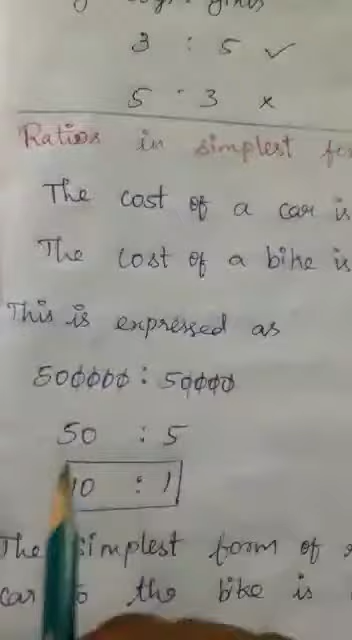 3 : 5 ✓
5 : 3 x
Ratios in simplest
The cost of a car is
The cost of a bike is
This is expressed as
500000 : 50000
50 : 5
10 : 1
The simplest form of
car to the bike is